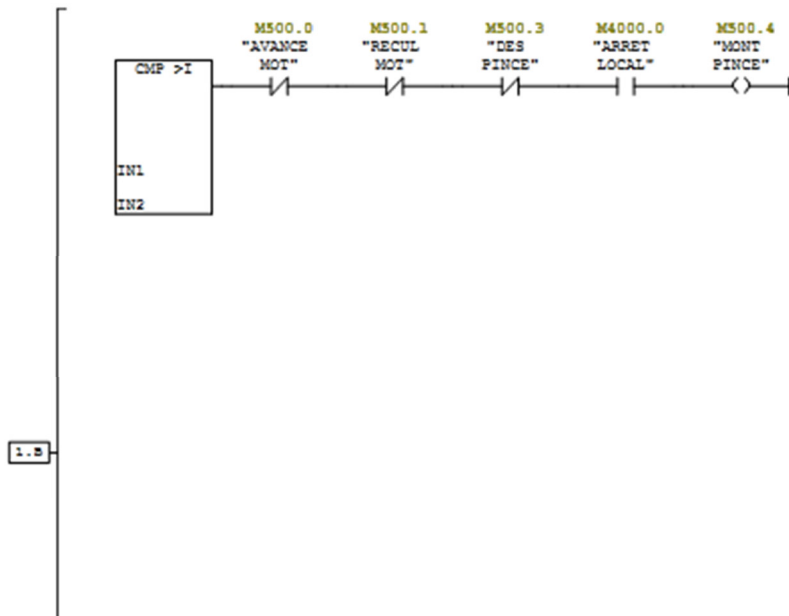 M500.0 M500.1 M500.3 M4000.0 M500.4
"AVANCE "RECUL "DES "ARRET "MONT
MOT" MOT" PINCE" LOCAL" PINCE"
CMP >I
IN1
IN2
1.B